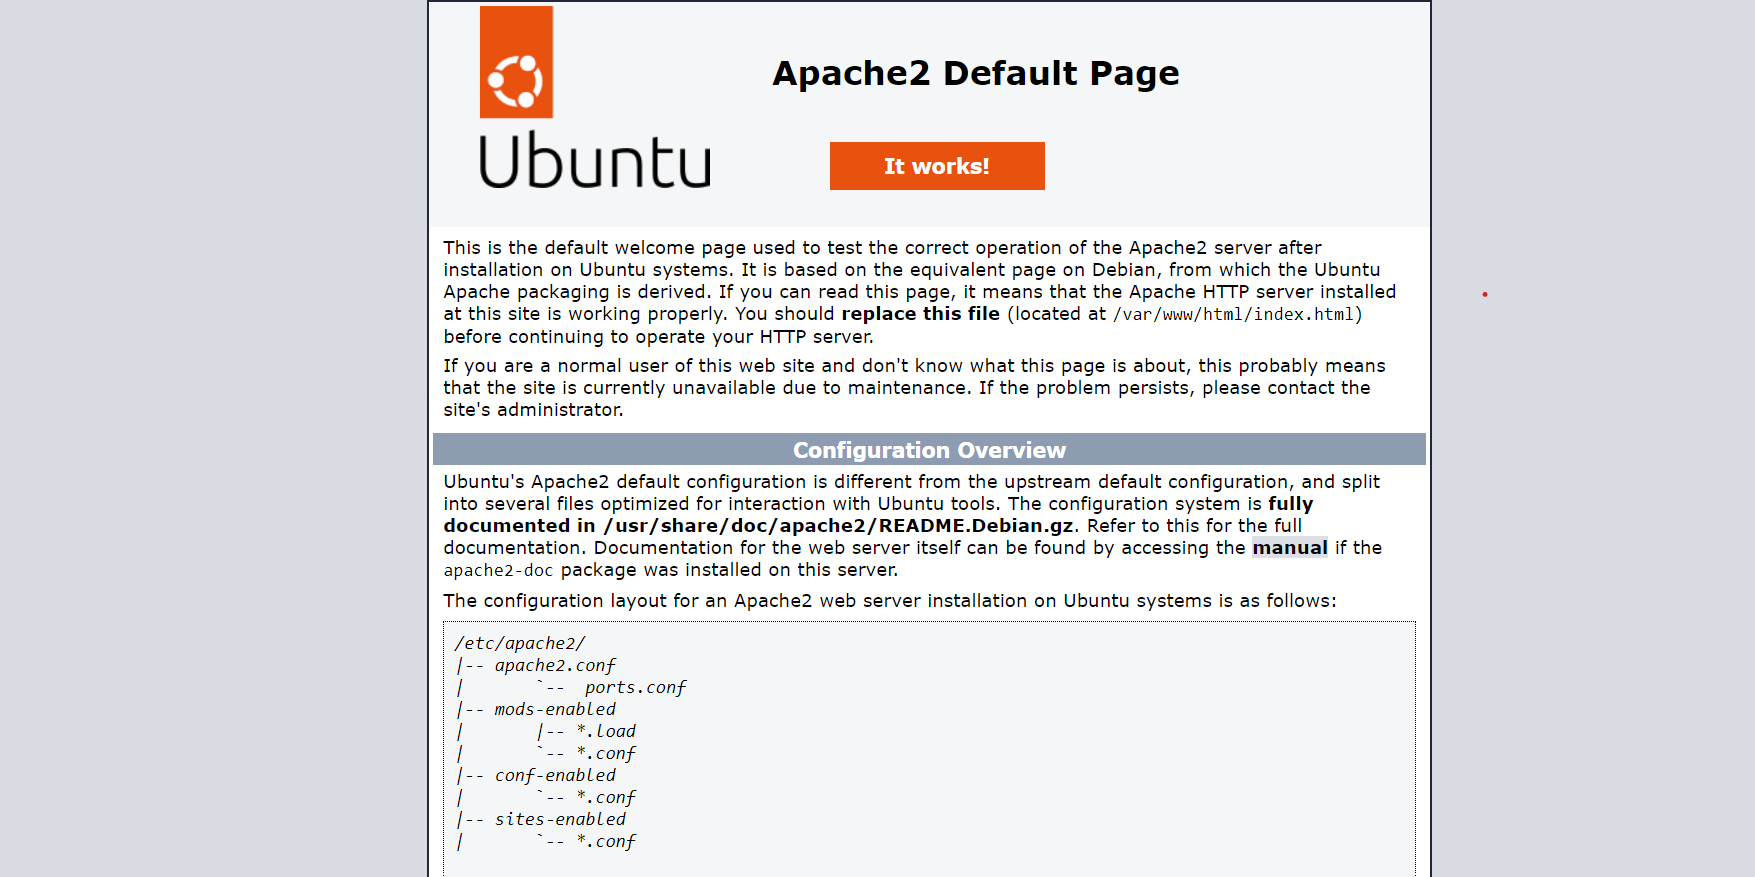 Apache2 Default Page
Ubuntu
It works!
This is the default welcome page used to test the correct operation of the Apache2 server after
installation on Ubuntu systems. It is based on the equivalent page on Debian, from which the Ubuntu
Apache packaging is derived. If you can read this page, it means that the Apache HTTP server installed
at this site is working properly. You should replace this file (located at /var/www/html/index.html)
before continuing to operate your HTTP server.
If you are a normal user of this web site and don't know what this page is about, this probably means
that the site is currently unavailable due to maintenance. If the problem persists, please contact the
site's administrator.
Configuration Overview
Ubuntu's Apache2 default configuration is different from the upstream default configuration, and split
into several files optimized for interaction with Ubuntu tools. The configuration system is fully
documented in /usr/share/doc/apache2/README.Debian.gz. Refer to this for the full
documentation. Documentation for the web server itself can be found by accessing the manual if the
apache2-doc package was installed on this server.
The configuration layout for an Apache2 web server installation on Ubuntu systems is as follows:
/etc/apache2/
|-- apache2.conf
|       `--  ports.conf
|-- mods-enabled
|       |-- *.load
|       `-- *.conf
|-- conf-enabled
|       `-- *.conf
|-- sites-enabled
|       `-- *.conf